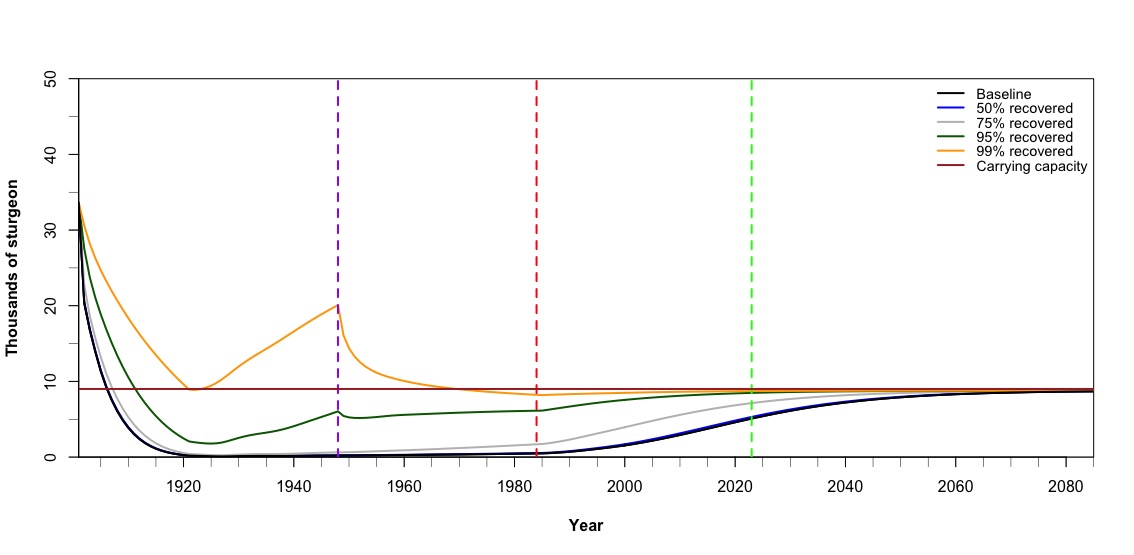 50
40
30
20
10
0
Thousands of sturgeon
Baseline
50% recovered
75% recovered
95% recovered
99% recovered
Carrying capacity
1920 1940 1960 1980 2000 2020 2040 2060 2080
Year